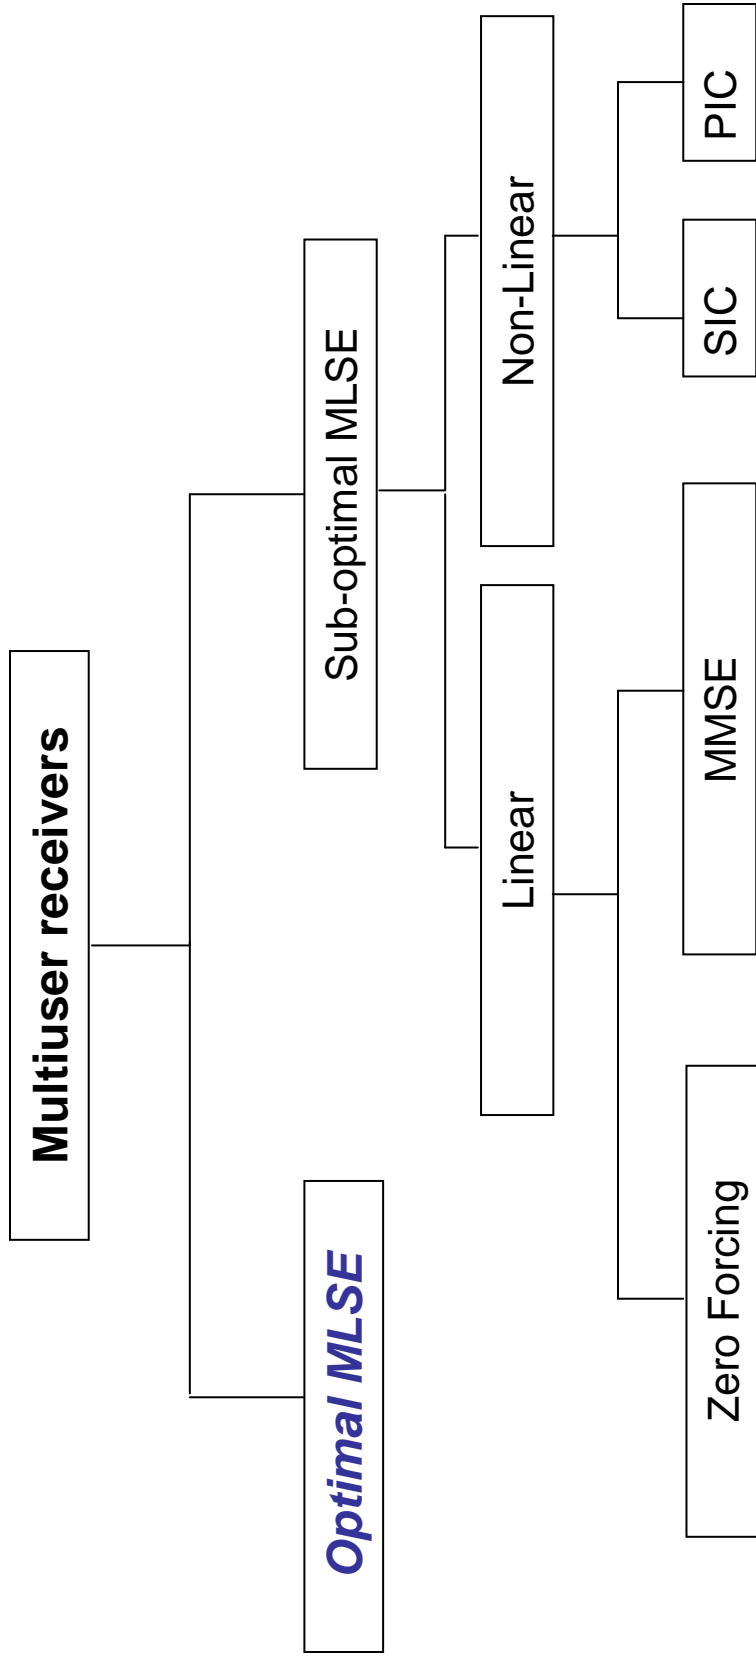 Multiuser receivers
Optimal MLSE
Sub-optimal MLSE
Linear
Non-Linear
Zero Forcing
MMSE
SIC
PIC